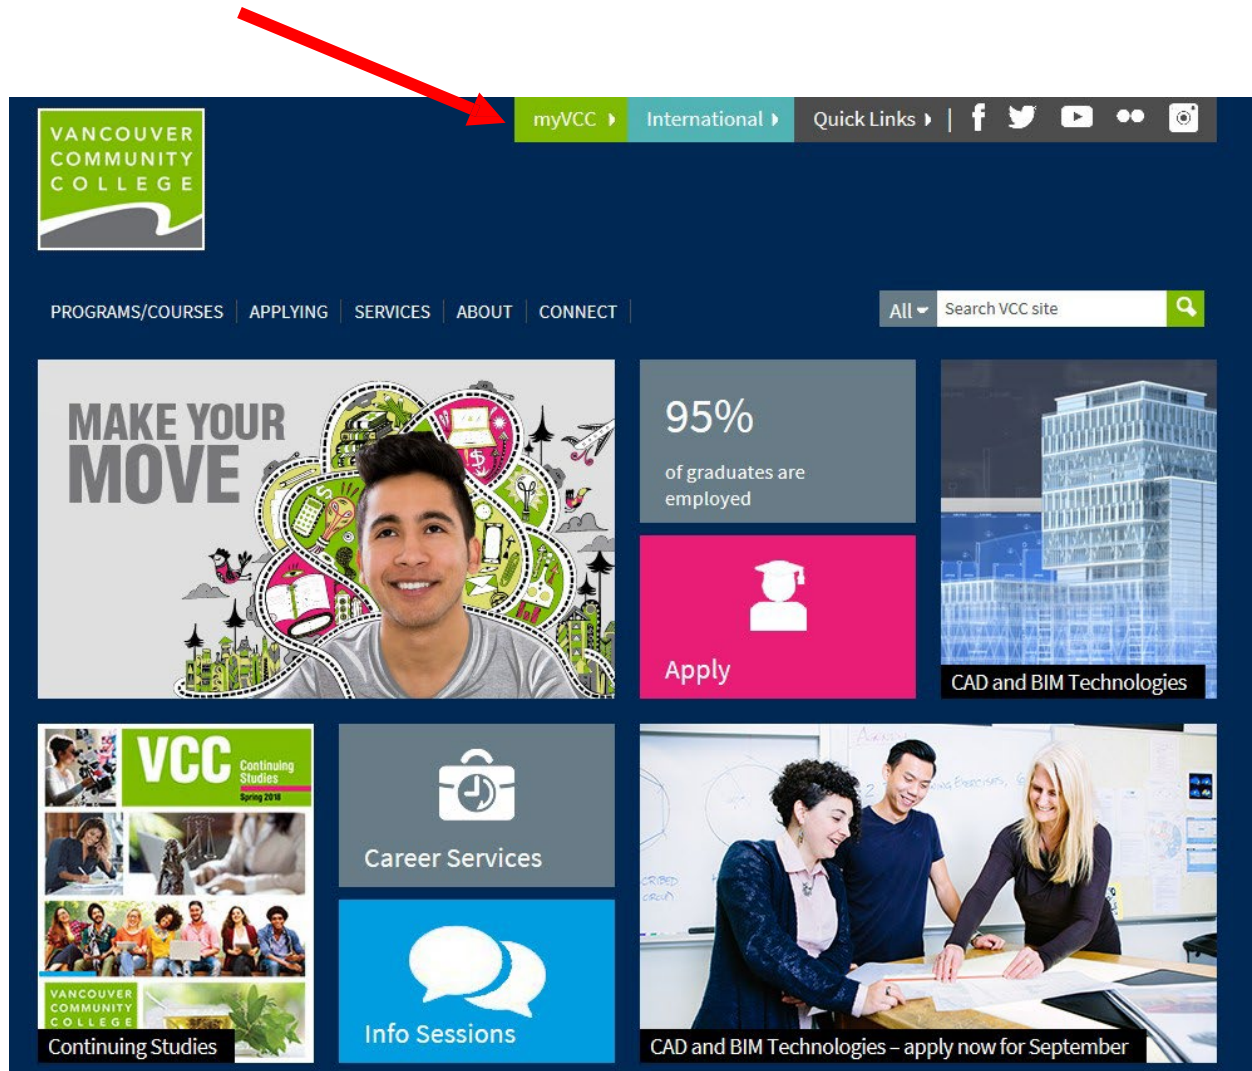 VANCOUVER
COMMUNITY
COLLEGE
myVCC
International
Quick Links
PROGRAMS/COURSES
APPLYING
SERVICES
ABOUT
CONNECT
All
Search VCC site
MAKE YOUR
MOVE
95%
of graduates are
employed
Apply
CAD and BIM Technologies
VCC
Continuing
Studies
Spring 2018
VANCOUVER
COMMUNITY
COLLEGE
Continuing Studies
Career Services
Info Sessions
AGENDA
CAD and BIM Technologies – apply now for September